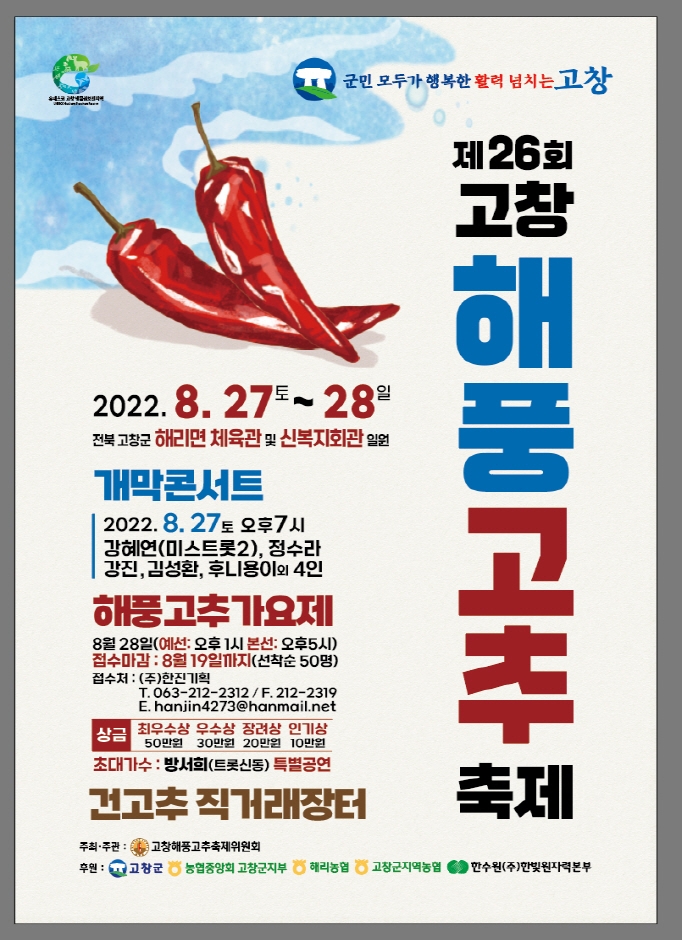 유네스코 고창생물권보전지역
군민 모두가 행복한 활력 넘치는 고창
제26회
고창
해풍
고추
축제
2022. 8. 27토 ~ 28일
전북 고창군 해리면 체육관 및 신복지회관 일원
개막콘서트
2022. 8. 27토 오후7시
강혜연(미스트롯2), 정수라
강진, 김성환, 후니용이외 4인
해풍고추가요제
8월 28일(예선: 오후 1시 본선: 오후5시)
접수마감 : 8월 19일까지(선착순 50명)
접수처 : (주)한진기획
T. 063-212-2312 / F. 212-2319
E. hanjin4273@hanmail.net
상금 최우수상 우수상 장려상 인기상
50만원 30만원 20만원 10만원
초대가수 : 방서희(트롯신동) 특별공연
건고추 직거래장터
주최·주관 : 고창해풍고추축제위원회
후원 : 고창군 농협중앙회 고창군지부 해리농협 고창군지역농협 한수원(주)한빛원자력본부